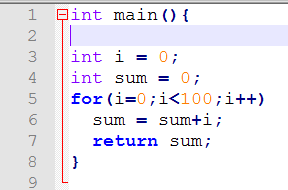 1 int main(){
2
3 int i = 0;
4 int sum = 0;
5 for(i=0;i<100;i++)
6   sum = sum+i;
7   return sum;
8 }
9